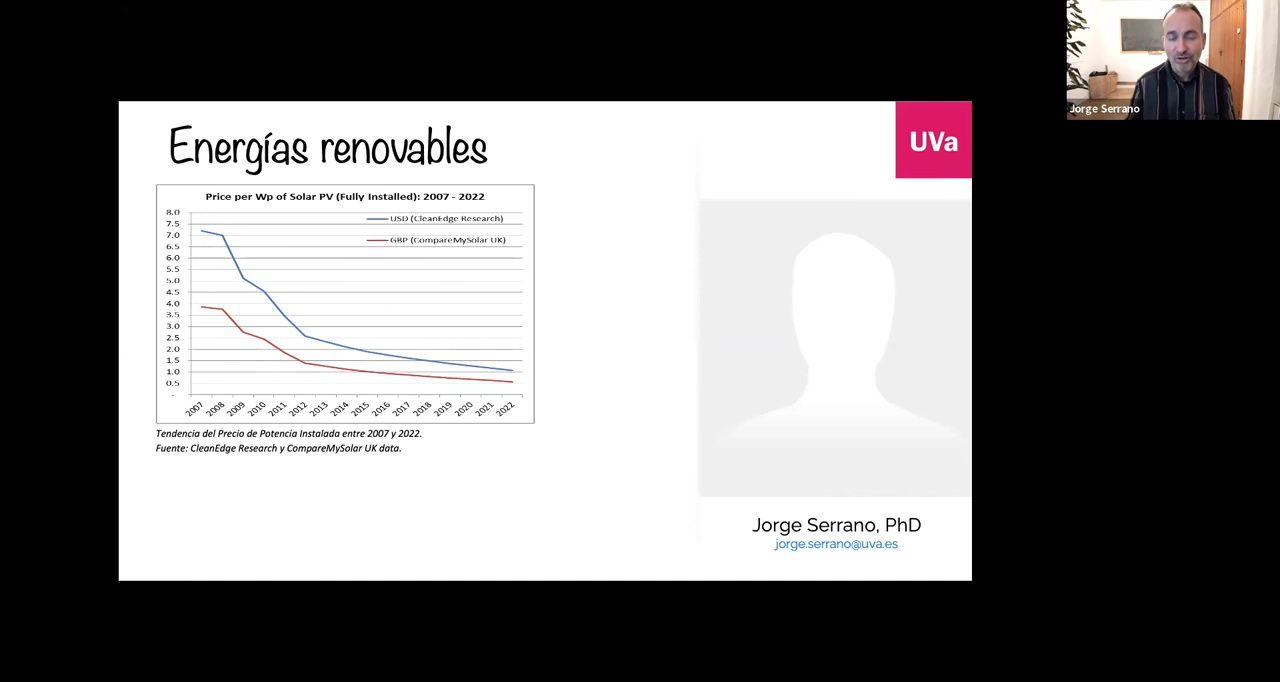 Jorge Serrano
Energías renovables
UVa
Price per Wp of Solar PV (Fully Installed): 2007 - 2022
8.0
7.5
7.0
6.5
6.0
5.5
5.0
4.5
4.0
3.5
3.0
2.5
2.0
1.5
1.0
0.5
-
USD (CleanEdge Research)
GBP (CompareMySolar UK)
2007 2008 2009 2010 2011 2012 2013 2014 2015 2016 2017 2018 2019 2020 2021 2022
Tendencia del Precio de Potencia Instalada entre 2007 y 2022.
Fuente: CleanEdge Research y CompareMySolar UK data.
Jorge Serrano, PhD
jorge.serrano@uva.es